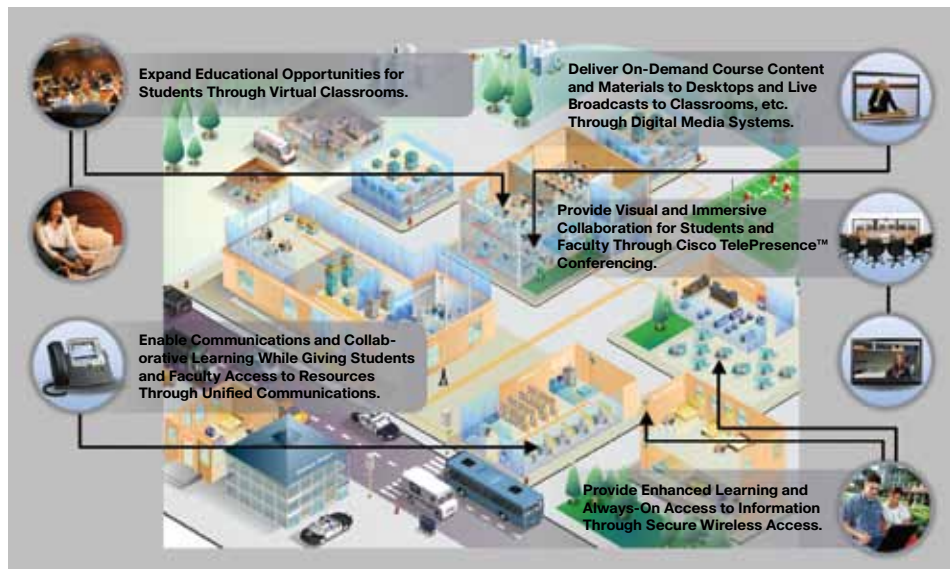 Expand Educational Opportunities for
Students Through Virtual Classrooms.
Deliver On-Demand Course Content
and Materials to Desktops and Live
Broadcasts to Classrooms, etc.
Through Digital Media Systems.
Provide Visual and Immersive
Collaboration for Students and
Faculty Through Cisco TelePresence™
Conferencing.
Enable Communications and Collab-
orative Learning While Giving Students
and Faculty Access to Resources
Through Unified Communications.
Provide Enhanced Learning and
Always-On Access to Information
Through Secure Wireless Access.